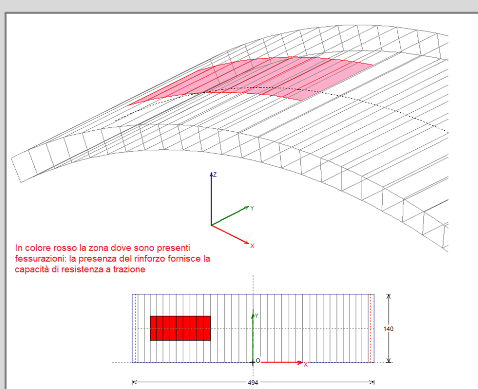 Z
Y
X
In colore rosso la zona dove sono presenti
fessurazioni: la presenza del rinforzo fornisce la
capacità di resistenza a trazione
Y
140
O
X
494